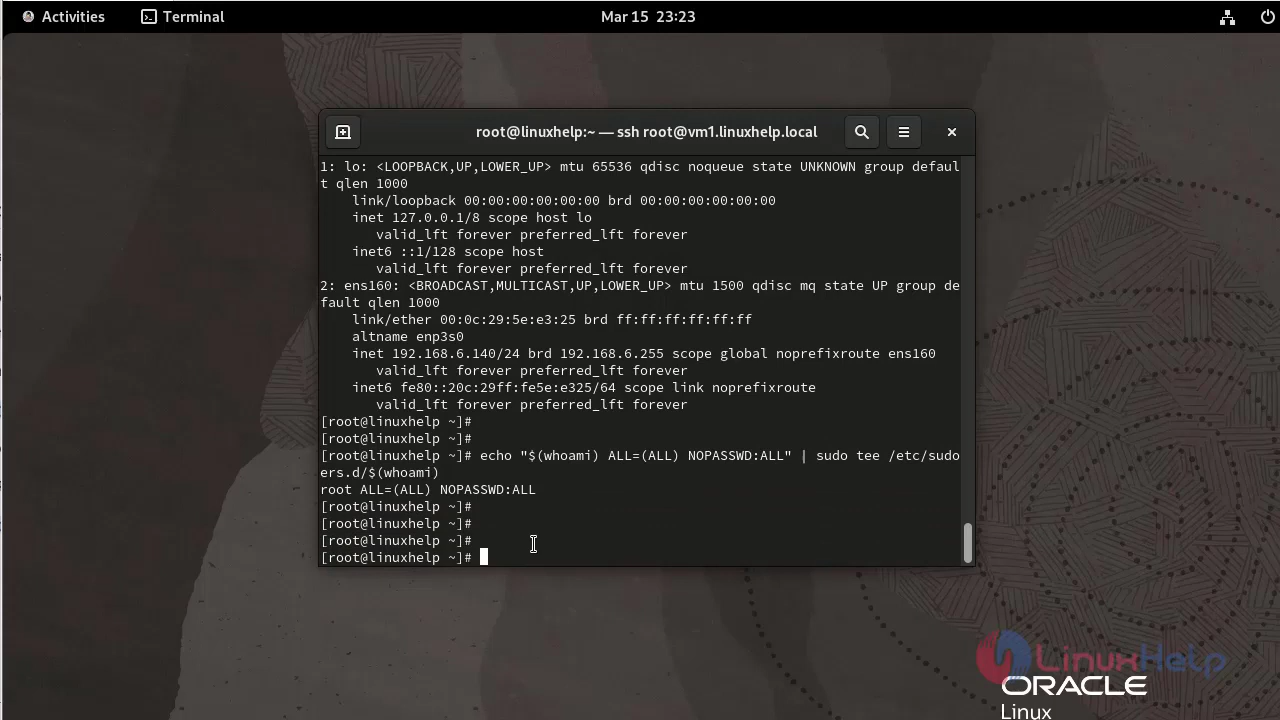 Activities Terminal Mar 15 23:23
root@linuxhelp:~ — ssh root@vm1.linuxhelp.local
1: lo: <LOOPBACK,UP,LOWER_UP> mtu 65536 qdisc noqueue state UNKNOWN group defaul
t qlen 1000
    link/loopback 00:00:00:00:00:00 brd 00:00:00:00:00:00
    inet 127.0.0.1/8 scope host lo
       valid_lft forever preferred_lft forever
    inet6 ::1/128 scope host
       valid_lft forever preferred_lft forever
2: ens160: <BROADCAST,MULTICAST,UP,LOWER_UP> mtu 1500 qdisc mq state UP group de
fault qlen 1000
    link/ether 00:0c:29:5e:e3:25 brd ff:ff:ff:ff:ff:ff
    altname enp3s0
    inet 192.168.6.140/24 brd 192.168.6.255 scope global noprefixroute ens160
       valid_lft forever preferred_lft forever
    inet6 fe80::20c:29ff:fe5e:e325/64 scope link noprefixroute
       valid_lft forever preferred_lft forever
[root@linuxhelp ~]#
[root@linuxhelp ~]#
[root@linuxhelp ~]# echo "$(whoami) ALL=(ALL) NOPASSWD:ALL" | sudo tee /etc/sudo
ers.d/$(whoami)
root ALL=(ALL) NOPASSWD:ALL
[root@linuxhelp ~]#
[root@linuxhelp ~]#
[root@linuxhelp ~]#
[root@linuxhelp ~]#
LinuxHelp
ORACLE
Linux